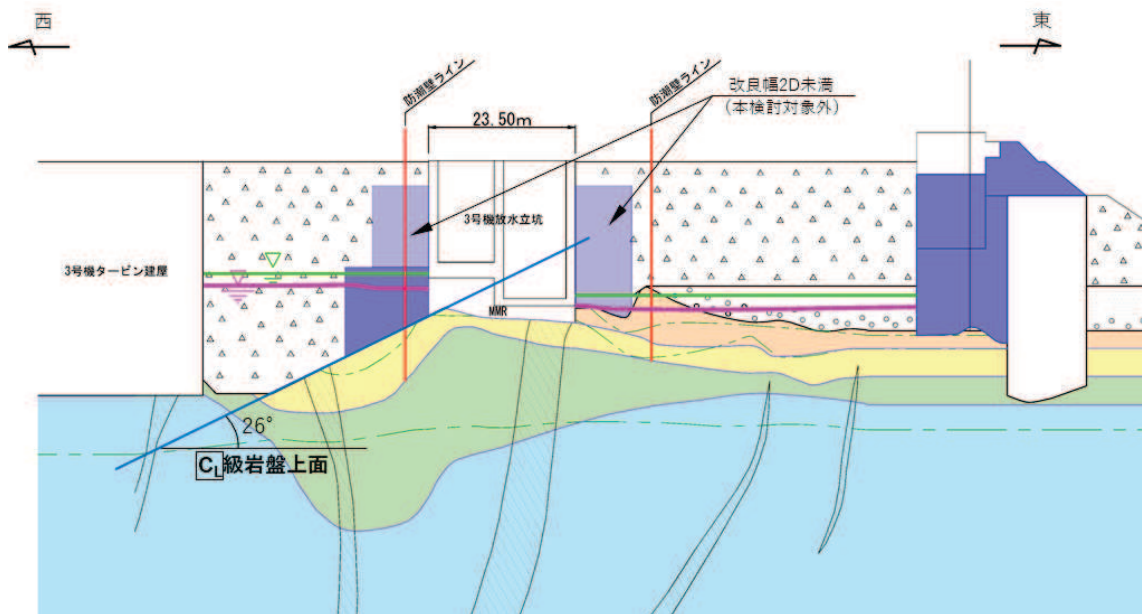 西
東
防潮壁ライン
防潮壁ライン
改良幅2D未満
(本検討対象外)
23.50m
3号機放水立坑
3号機タービン建屋
MMR
26°
CL級岩盤上面